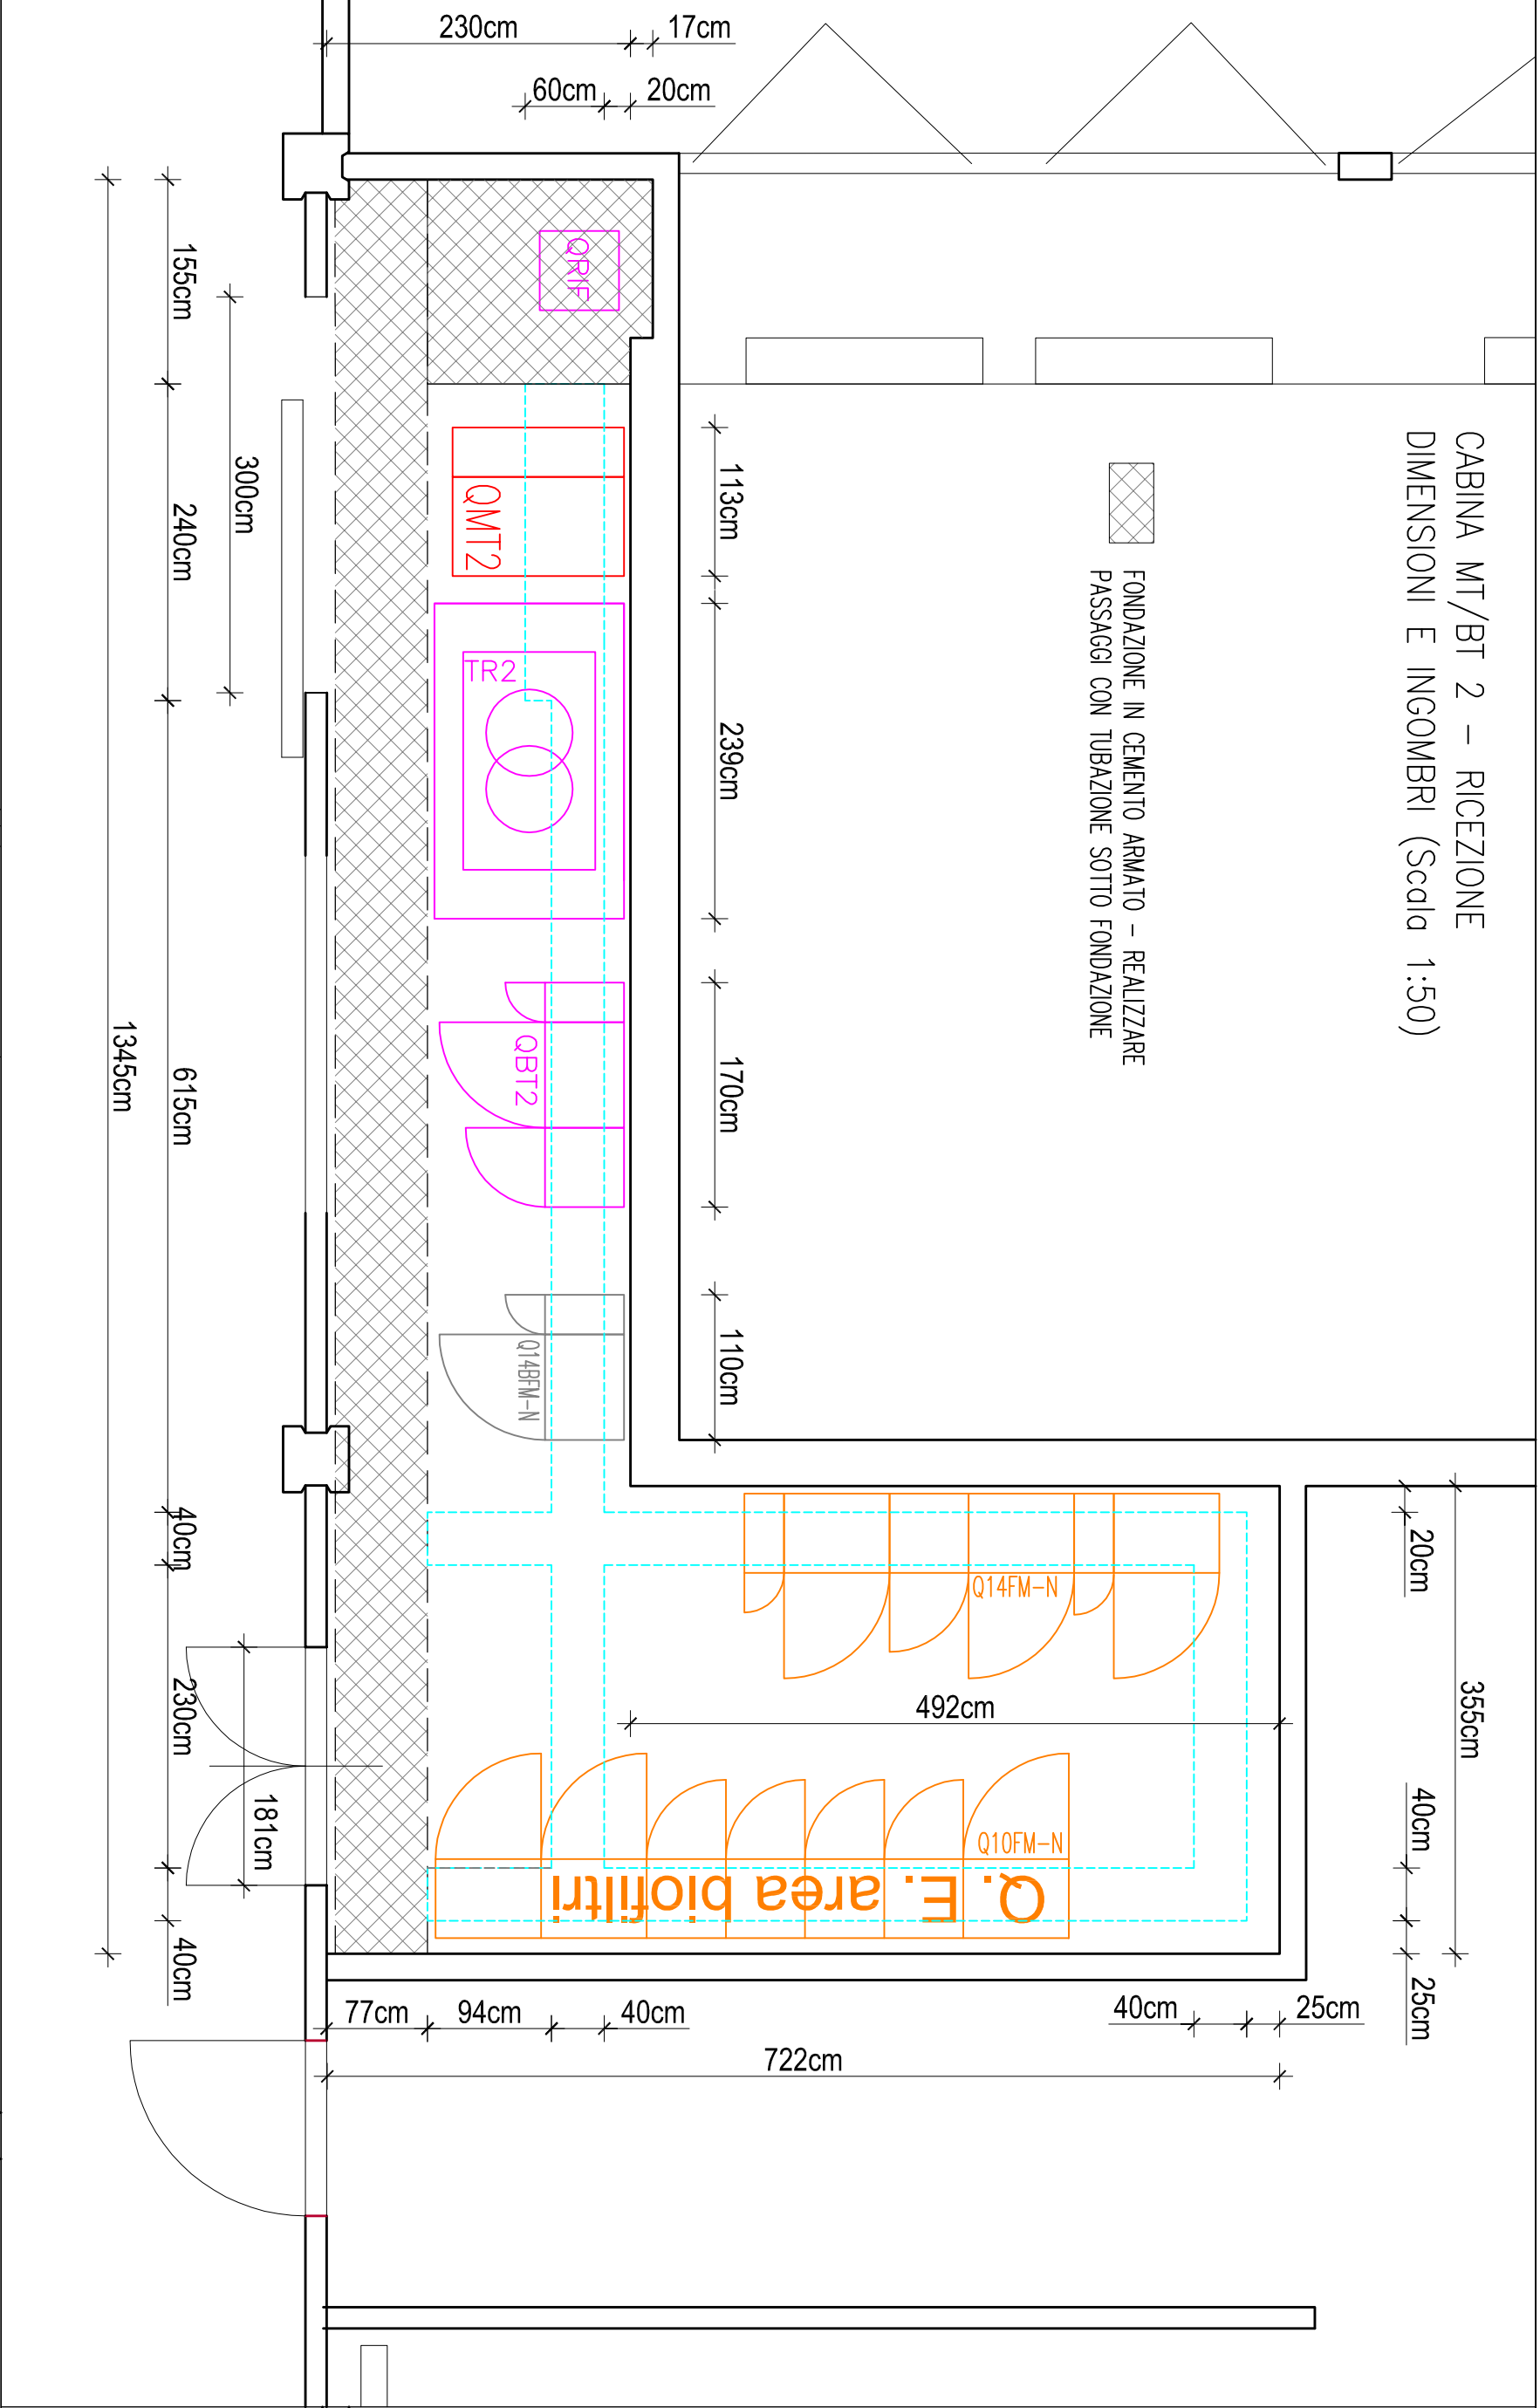 CABINA MT/BT 2 - RICEZIONE
DIMENSIONI E INGOMBRI (Scala 1:50)
FONDAZIONE IN CEMENTO ARMATO - REALIZZARE
PASSAGGI CON TUBAZIONE SOTTO FONDAZIONE
230cm
17cm
60cm
20cm
QRIF
QMT2
TR2
QBT2
Q14BFM-N
Q14FM-N
Q10FM-N
Q. E. area biofiltri
113cm
239cm
170cm
110cm
20cm
355cm
40cm
25cm
492cm
155cm
300cm
240cm
615cm
1345cm
40cm
230cm
181cm
40cm
77cm
94cm
40cm
40cm
25cm
722cm